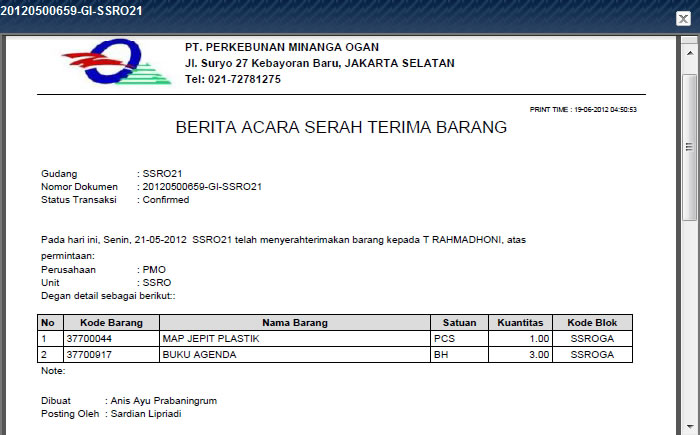 20120500659-GI-SSRO21
PT. PERKEBUNAN MINANGA OGAN
Jl. Suryo 27 Kebayoran Baru, JAKARTA SELATAN
Tel: 021-72781275
PRINT TIME : 19-06-2012 04:50:53
BERITA ACARA SERAH TERIMA BARANG
Gudang : SSRO21
Nomor Dokumen : 20120500659-GI-SSRO21
Status Transaksi : Confirmed
Pada hari ini, Senin, 21-05-2012 SSRO21 telah menyerahterimakan barang kepada T RAHMADHONI, atas
permintaan:
Perusahaan : PMO
Unit : SSRO
Degan detail sebagai berikut::
No Kode Barang Nama Barang Satuan Kuantitas Kode Blok
1 37700044 MAP JEPIT PLASTIK PCS 1.00 SSROGA
2 37700917 BUKU AGENDA BH 3.00 SSROGA
Note:
Dibuat : Anis Ayu Prabaningrum
Posting Oleh : Sardian Lipriadi